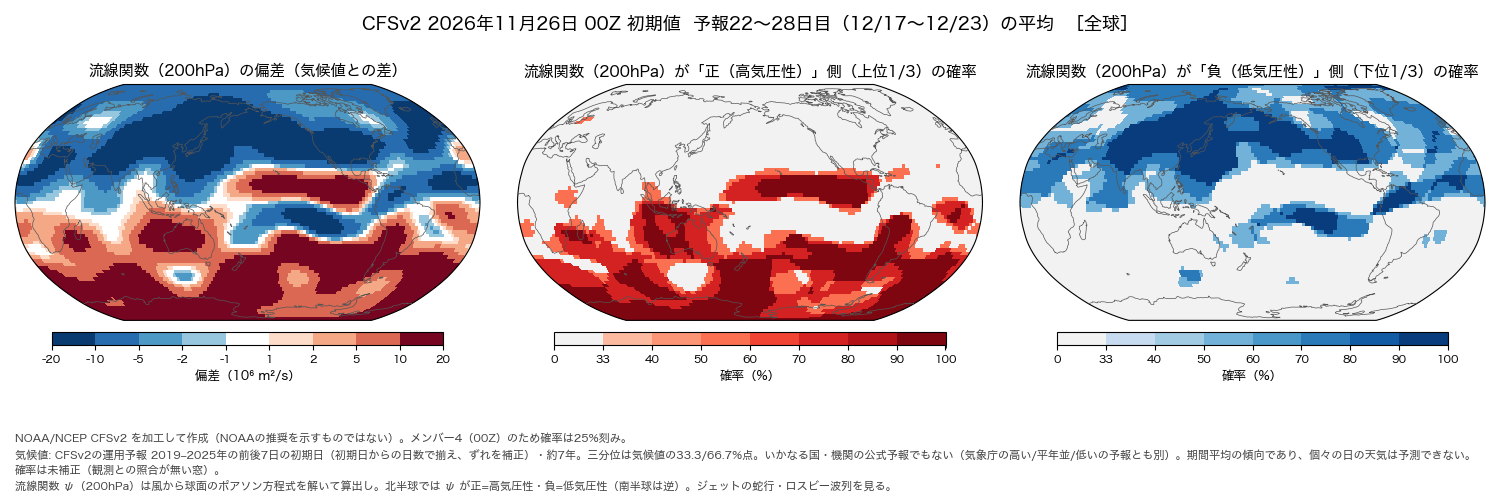 CFSv2 2026年11月26日 00Z 初期値 予報22〜28日目（12/17〜12/23）の平均 ［全球］
流線関数（200hPa）の偏差（気候値との差）
流線関数（200hPa）が「正（高気圧性）」側（上位1/3）の確率
流線関数（200hPa）が「負（低気圧性）」側（下位1/3）の確率
-20 -10 -5 -2 -1 1 2 5 10 20
偏差（10⁶ m²/s）
0 33 40 50 60 70 80 90 100
確率（%）
0 33 40 50 60 70 80 90 100
確率（%）
NOAA/NCEP CFSv2 を加工して作成（NOAAの推奨を示すものではない）。メンバー4（00Z）のため確率は25%刻み。
気候値: CFSv2の運用予報 2019–2025年の前後7日の初期日（初期日からの日数で揃え、ずれを補正）・約7年。三分位は気候値の33.3/66.7%点。いかなる国・機関の公式予報でもない（気象庁の高い/平年並/低いの予報とも別）。期間平均の傾向であり、個々の日の天気は予測できない。
確率は未補正（観測との照合が無い窓）。
流線関数 ψ（200hPa）は風から球面のポアソン方程式を解いて算出し。北半球では ψ が正=高気圧性・負=低気圧性（南半球は逆）。ジェットの蛇行・ロスビー波列を見る。